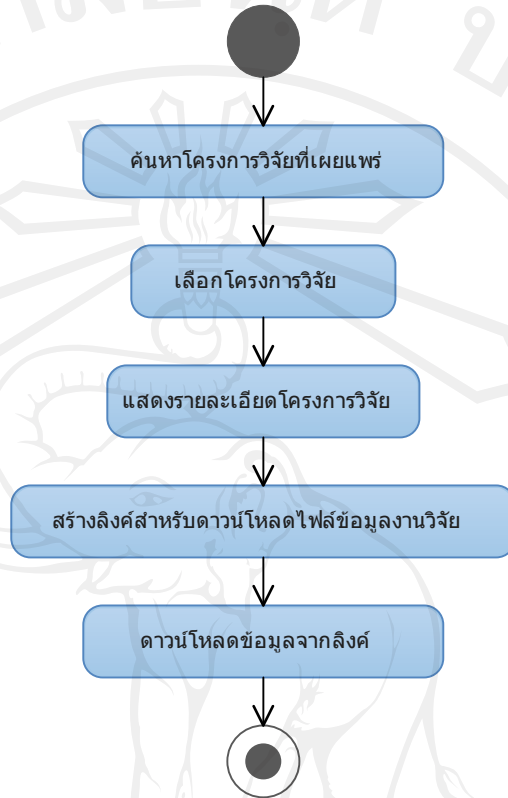 ค้นหาโครงการวิจัยที่เผยแพร่
เลือกโครงการวิจัย
แสดงรายละเอียดโครงการวิจัย
สร้างลิงค์สำหรับดาวน์โหลดไฟล์ข้อมูลงานวิจัย
ดาวน์โหลดข้อมูลจากลิงค์